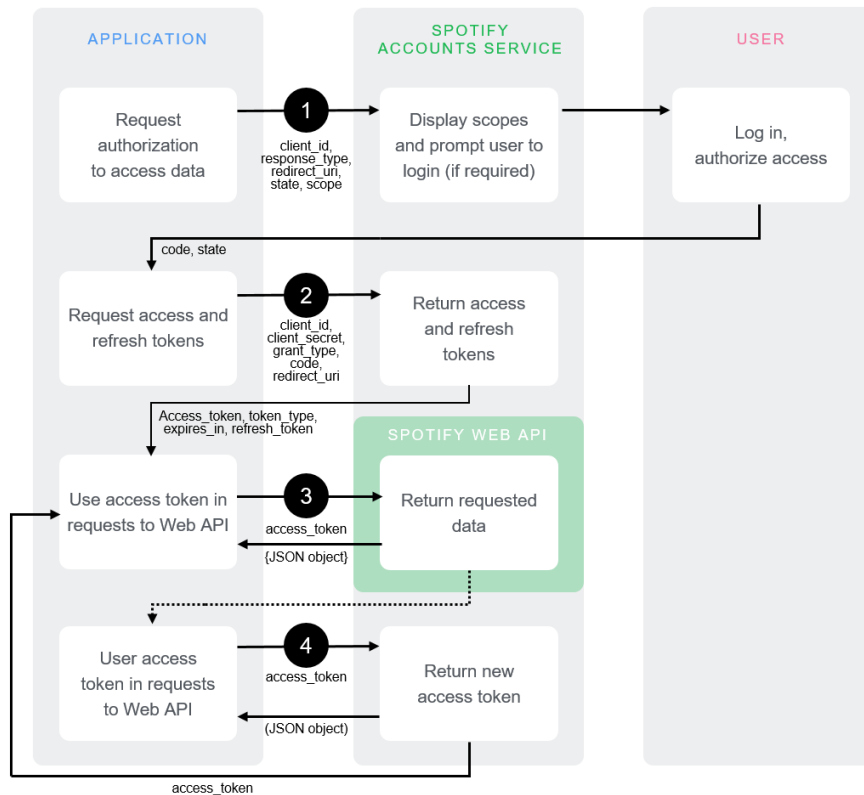 APPLICATION
SPOTIFY
ACCOUNTS SERVICE
USER
Request
authorization
to access data
1
client_id,
response_type,
redirect_uri,
state, scope
Display scopes
and prompt user to
login (if required)
Log in,
authorize access
code, state
Request access and
refresh tokens
2
client_id,
client_secret,
grant_type,
code,
redirect_uri
Return access
and refresh
tokens
Access_token, token_type,
expires_in, refresh_token
SPOTIFY WEB API
Use access token in
requests to Web API
3
access_token
{JSON object}
Return requested
data
User access
token in requests
to Web API
4
access_token
(JSON object)
Return new
access token
access_token